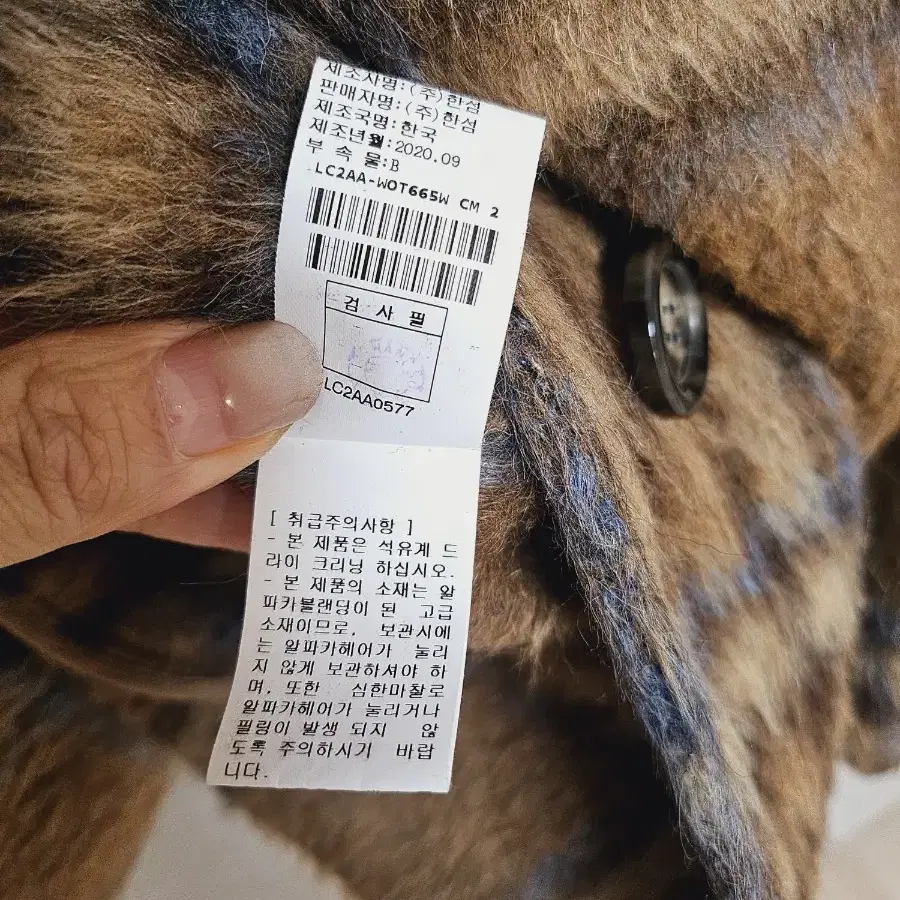 제조사명:(주)한섬
판매자명:(주)한섬
제조국명:한국
제조년월:2020.09
부 속 물:B
LC2AA-WOT665W CM 2
검 사 필
LC2AA0577
[ 취급주의사항 ]
- 본 제품은 석유계 드
라이 크리닝 하십시오.
- 본 제품의 소재는 알
파카블랜딩이 된 고급
소재이므로, 보관시에
는 알파카헤어가 눌리
지 않게 보관하셔야 하
며, 또한 심한마찰로
알파카헤어가 눌리거나
필링이 발생 되지 않
도록 주의하시기 바랍
니다.